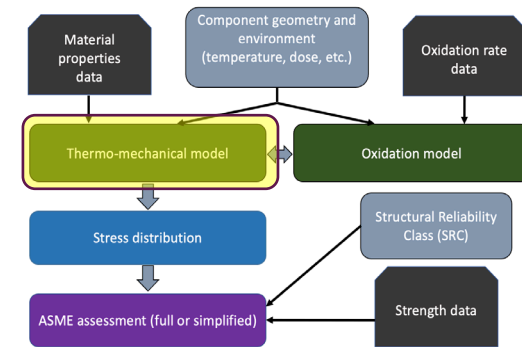 Material
properties
data
Component geometry and
environment
(temperature, dose, etc.)
Oxidation rate
data
Thermo-mechanical model
Oxidation model
Stress distribution
Structural Reliability
Class (SRC)
ASME assessment (full or simplified)
Strength data